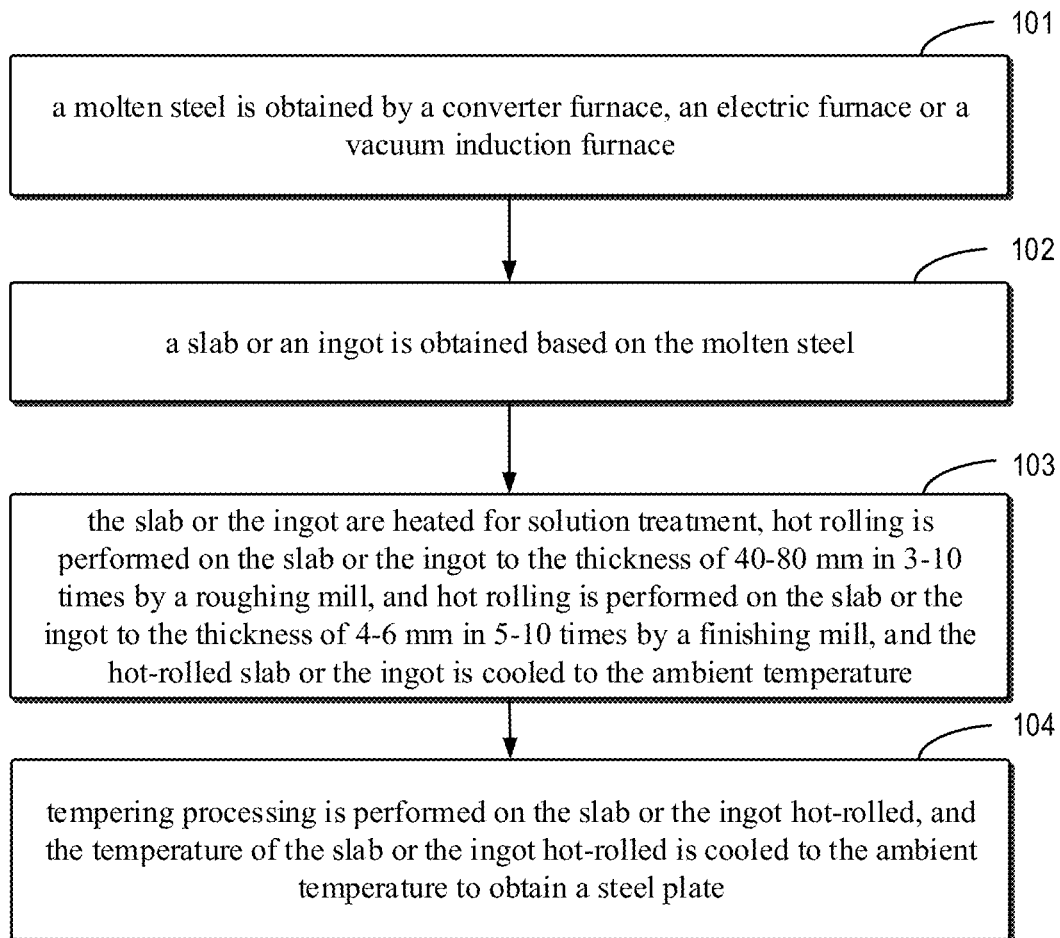 101
a molten steel is obtained by a converter furnace, an electric furnace or a
vacuum induction furnace
102
a slab or an ingot is obtained based on the molten steel
103
the slab or the ingot are heated for solution treatment, hot rolling is
performed on the slab or the ingot to the thickness of 40-80 mm in 3-10
times by a roughing mill, and hot rolling is performed on the slab or the
ingot to the thickness of 4-6 mm in 5-10 times by a finishing mill, and the
hot-rolled slab or the ingot is cooled to the ambient temperature
104
tempering processing is performed on the slab or the ingot hot-rolled, and
the temperature of the slab or the ingot hot-rolled is cooled to the ambient
temperature to obtain a steel plate